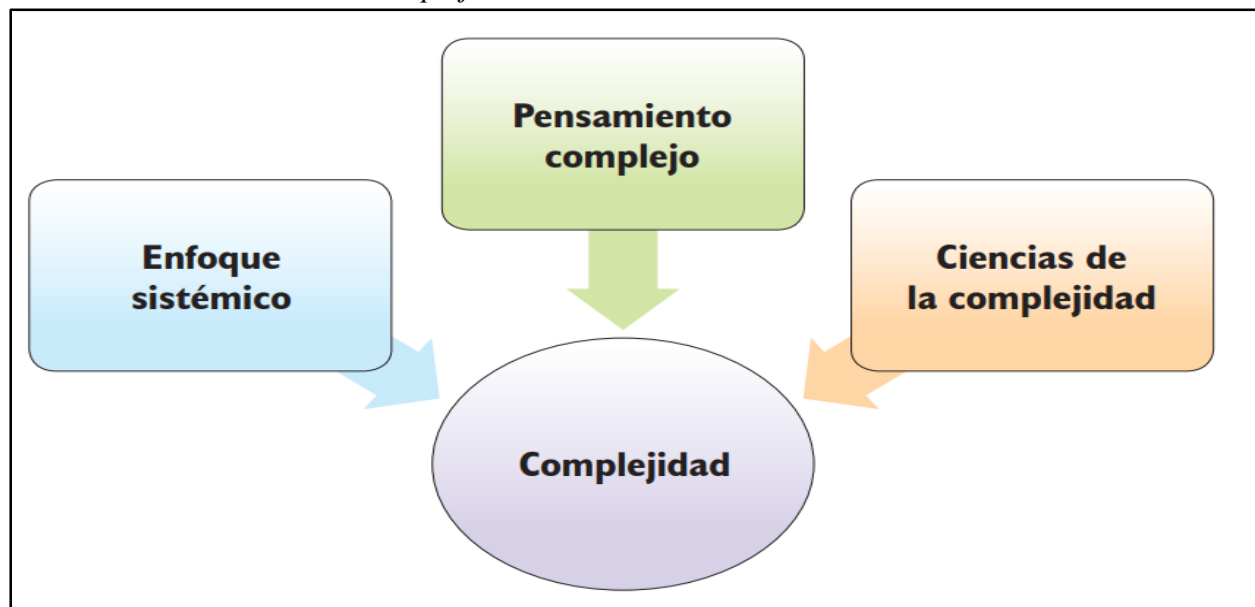 Pensamiento
complejo
Enfoque
sistémico
Ciencias de
la complejidad
Complejidad